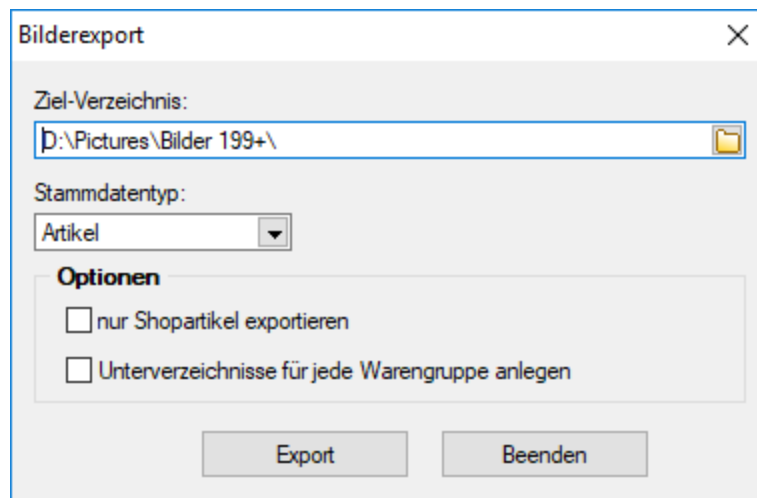 Bilderexport
Ziel-Verzeichnis:
D:\Pictures\Bilder 199+\
Stammdatentyp:
Artikel
Optionen
nur Shopartikel exportieren
Unterverzeichnisse für jede Warengruppe anlegen
Export Beenden